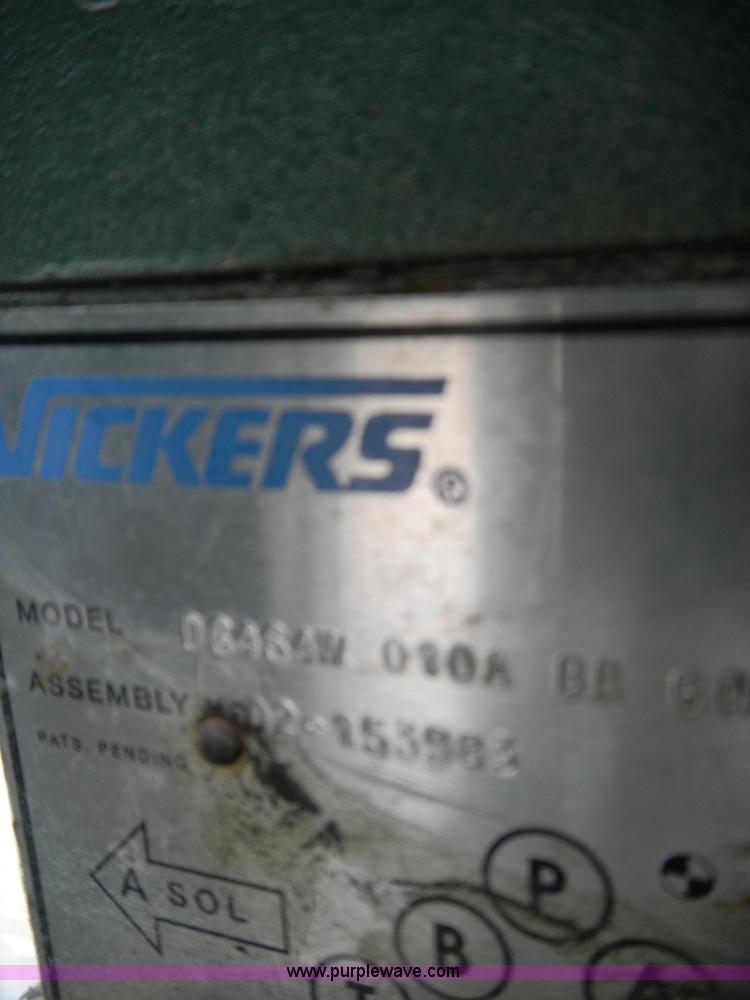 VICKERS®
MODEL DG4S4W 010A BB 60
ASSEMBLY NO. 02-153983
PATS. PENDING
A SOL
P
B
T
A
www.purplewave.com